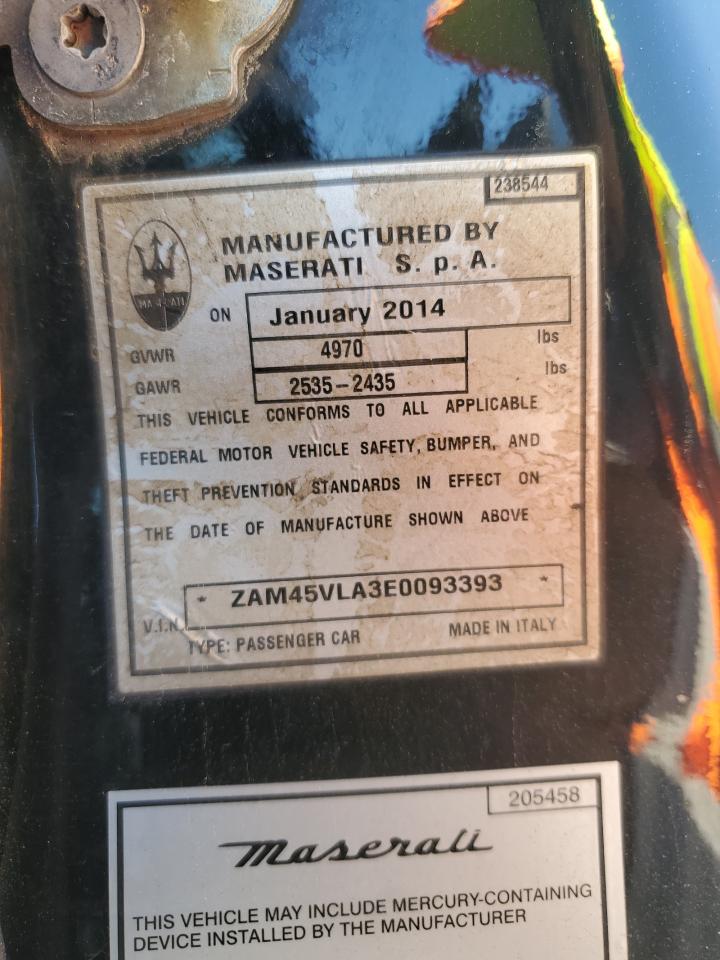 238544
MASERATI
MANUFACTURED BY
MASERATI S. p. A.
ON January 2014
GVWR 4970 lbs
GAWR 2535-2435 lbs
THIS VEHICLE CONFORMS TO ALL APPLICABLE
FEDERAL MOTOR VEHICLE SAFETY, BUMPER, AND
THEFT PREVENTION STANDARDS IN EFFECT ON
THE DATE OF MANUFACTURE SHOWN ABOVE
V.I.N. * ZAM45VLA3E0093393 *
TYPE: PASSENGER CAR MADE IN ITALY
205458
Maserati
THIS VEHICLE MAY INCLUDE MERCURY-CONTAINING
DEVICE INSTALLED BY THE MANUFACTURER